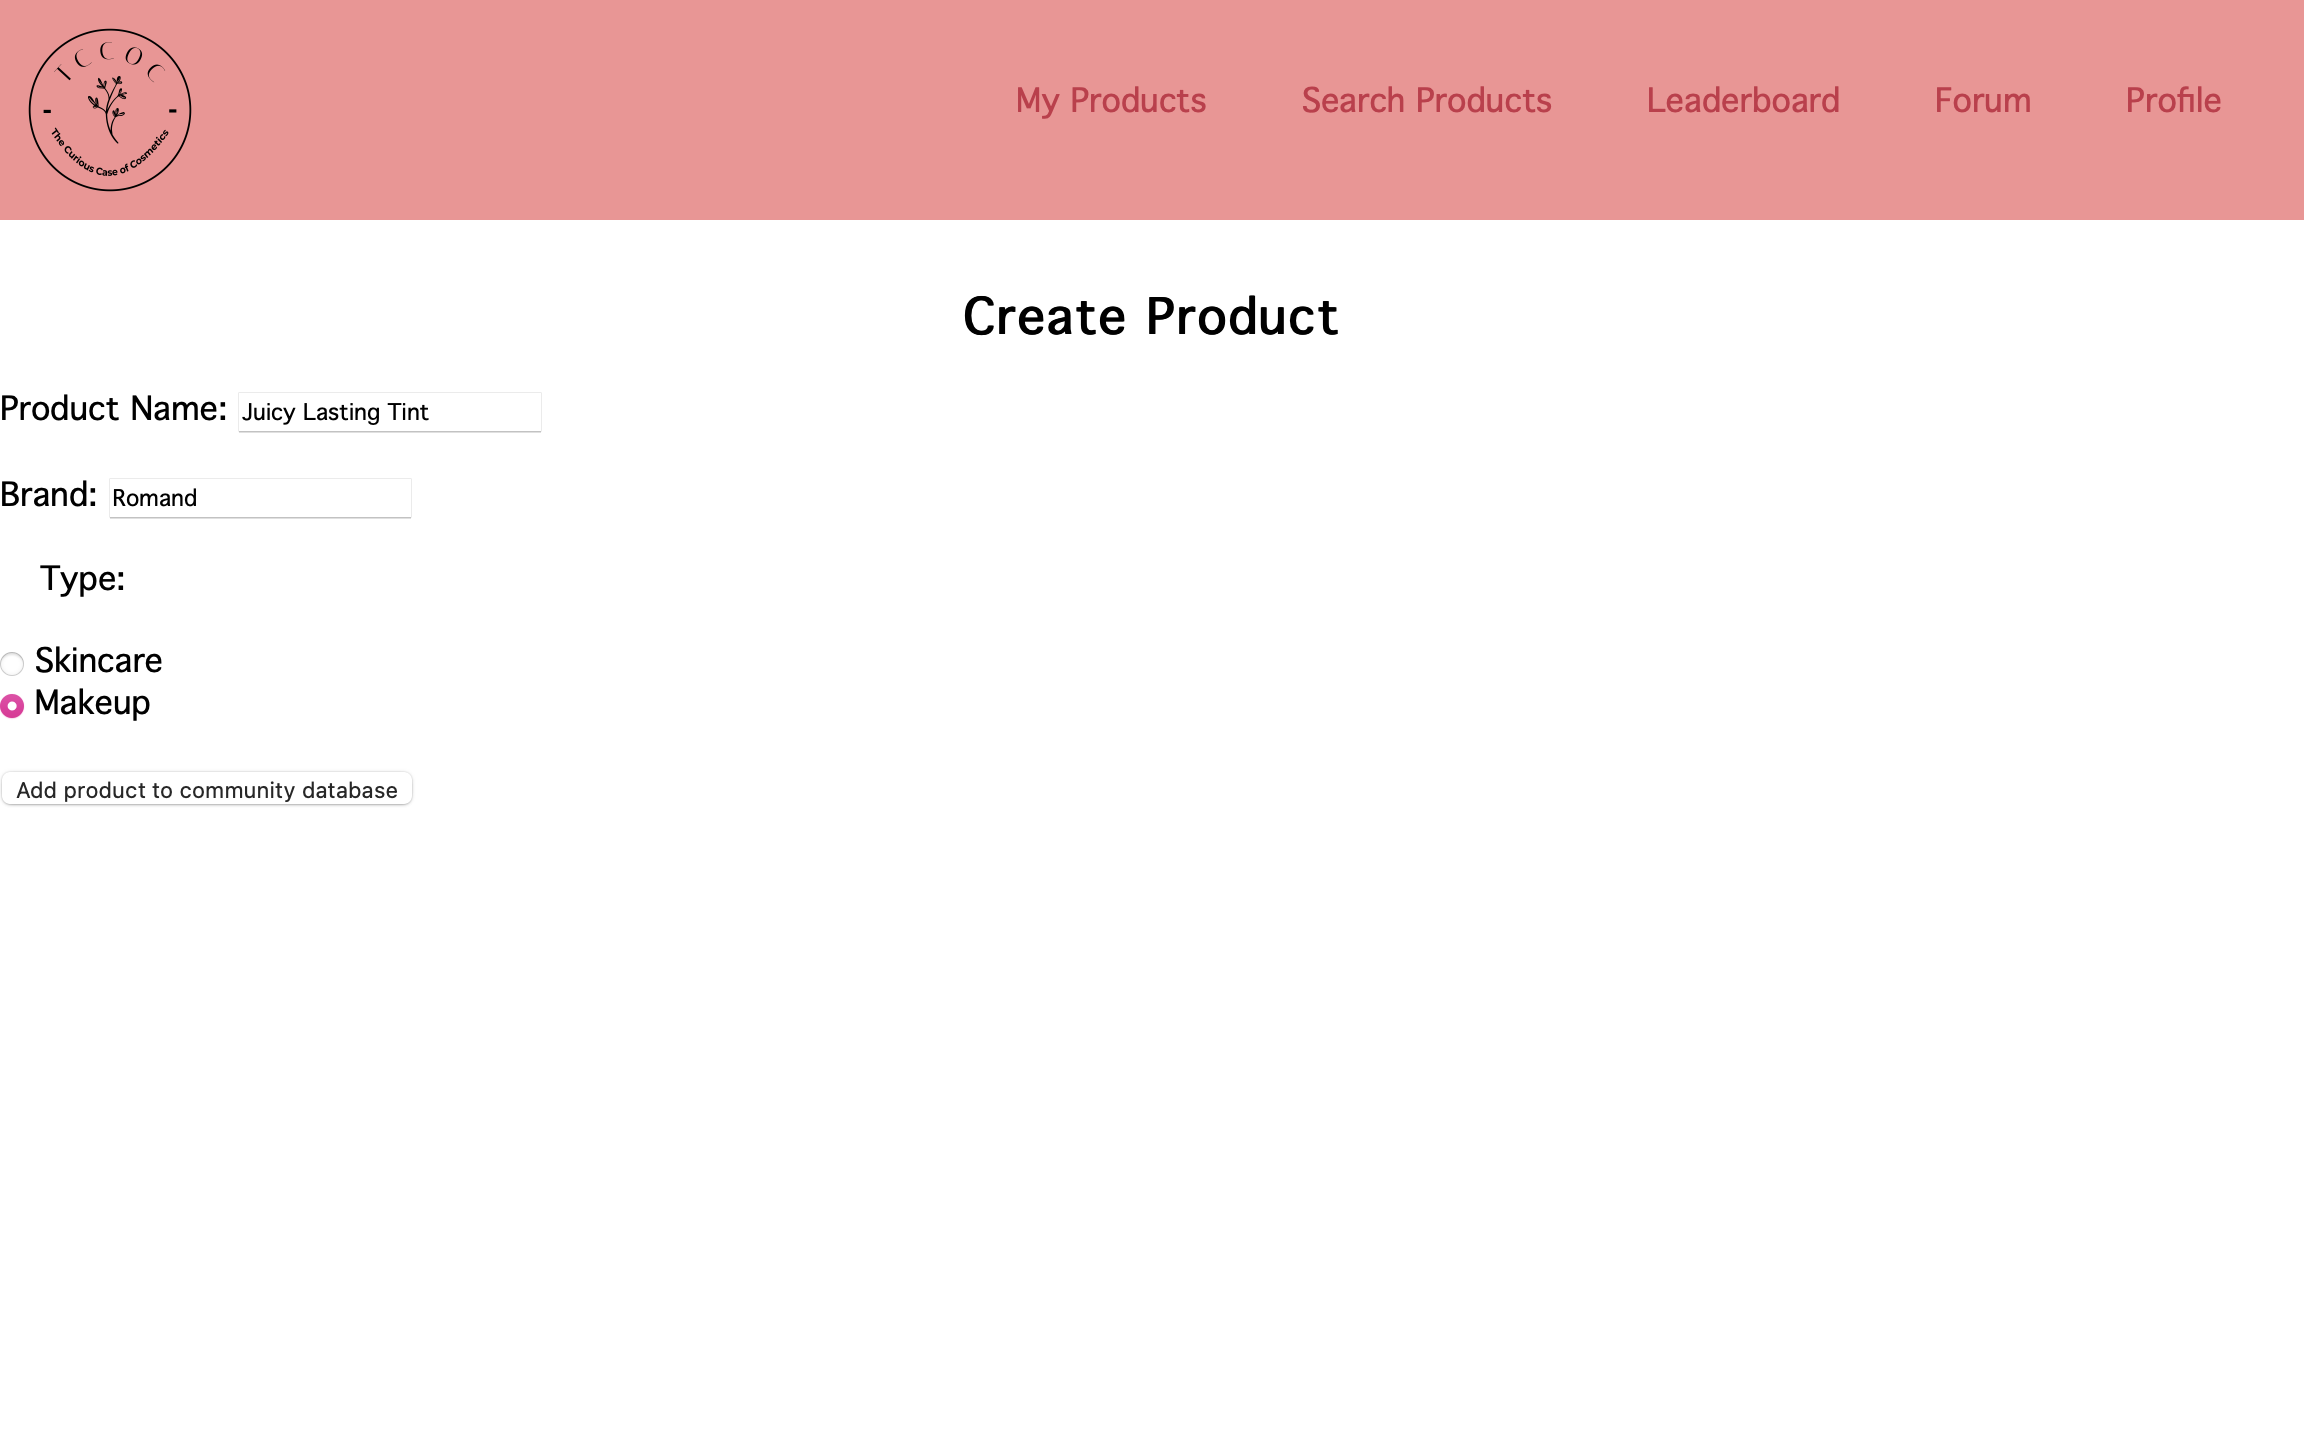 TCCOC
- -
The Curious Case of Cosmetics
My Products Search Products Leaderboard Forum Profile
Create Product
Product Name: Juicy Lasting Tint
Brand: Romand
Type:
Skincare
Makeup
Add product to community database